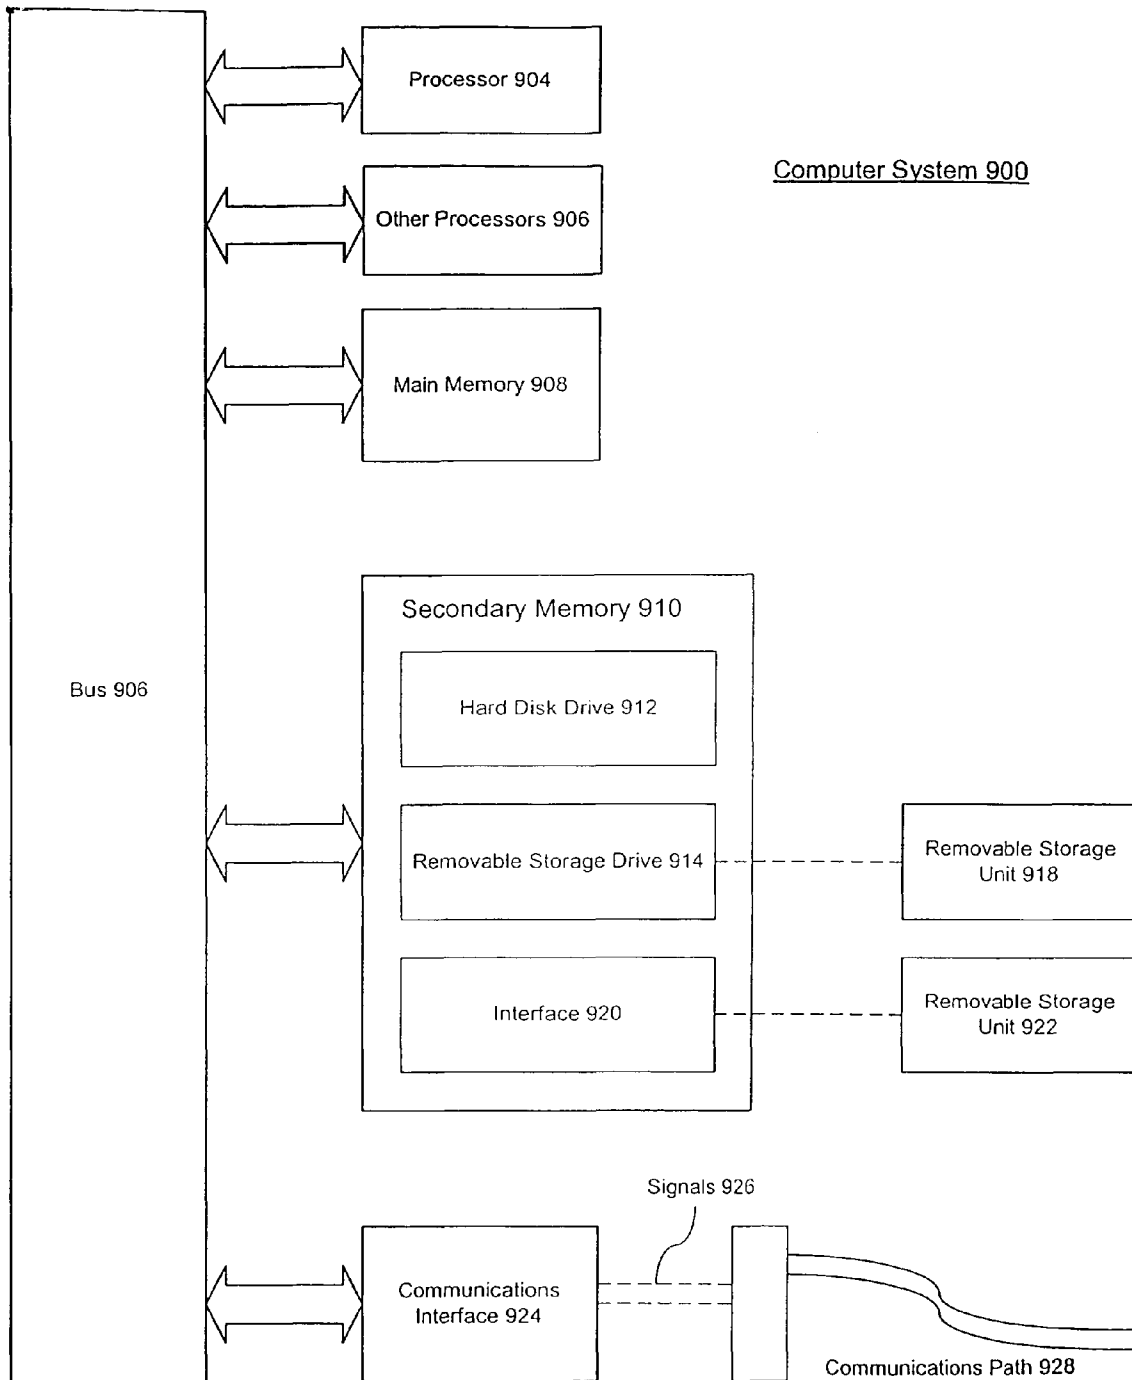 Processor 904
Computer System 900
Other Processors 906
Main Memory 908
Secondary Memory 910
Bus 906
Hard Disk Drive 912
Removable Storage Drive 914
Removable Storage
Unit 918
Interface 920
Removable Storage
Unit 922
Signals 926
Communications
Interface 924
Communications Path 928